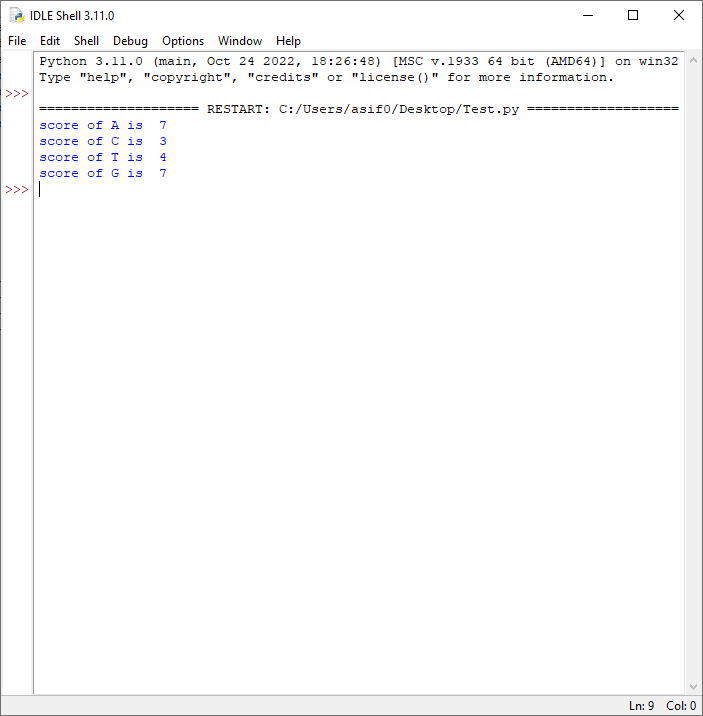 IDLE Shell 3.11.0
File Edit Shell Debug Options Window Help
Python 3.11.0 (main, Oct 24 2022, 18:26:48) [MSC v.1933 64 bit (AMD64)] on win32
Type "help", "copyright", "credits" or "license()" for more information.
>>>
==================== RESTART: C:/Users/asif0/Desktop/Test.py ===================
score of A is  7
score of C is  3
score of T is  4
score of G is  7
>>>
Ln: 9 Col: 0